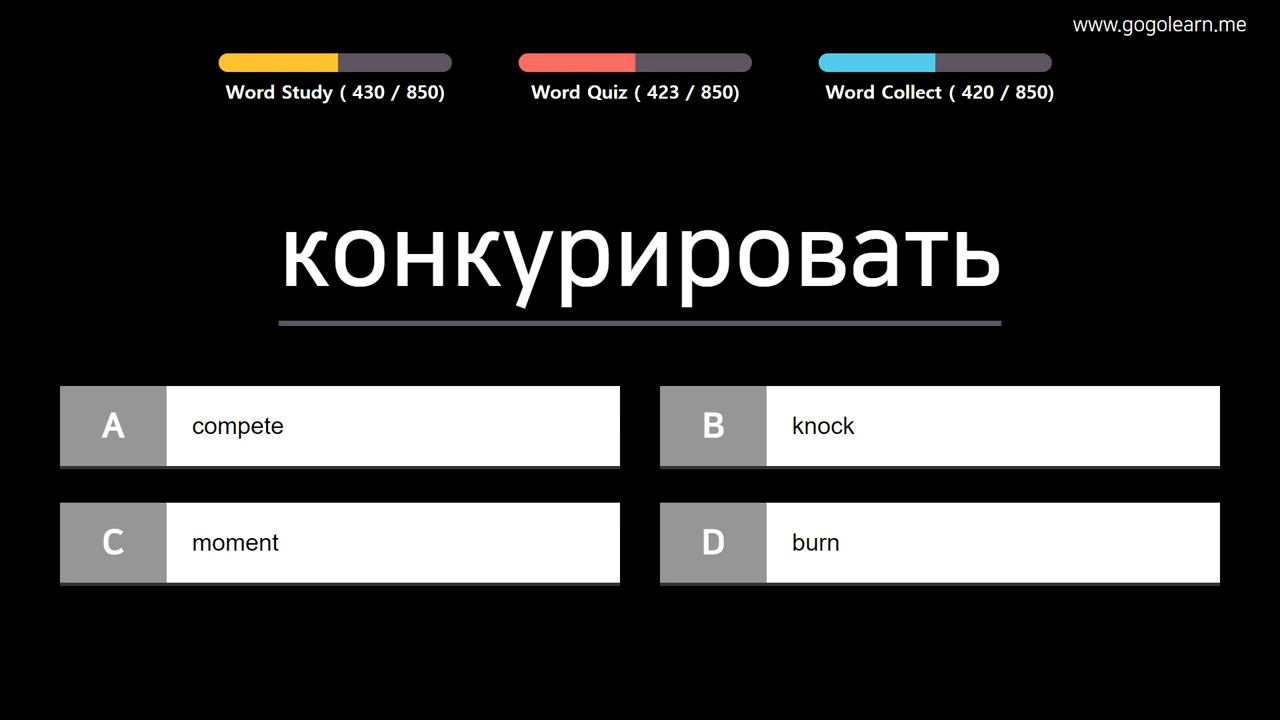 www.gogolearn.me
Word Study ( 430 / 850)
Word Quiz ( 423 / 850)
Word Collect ( 420 / 850)
конкурировать
A compete
B knock
C moment
D burn